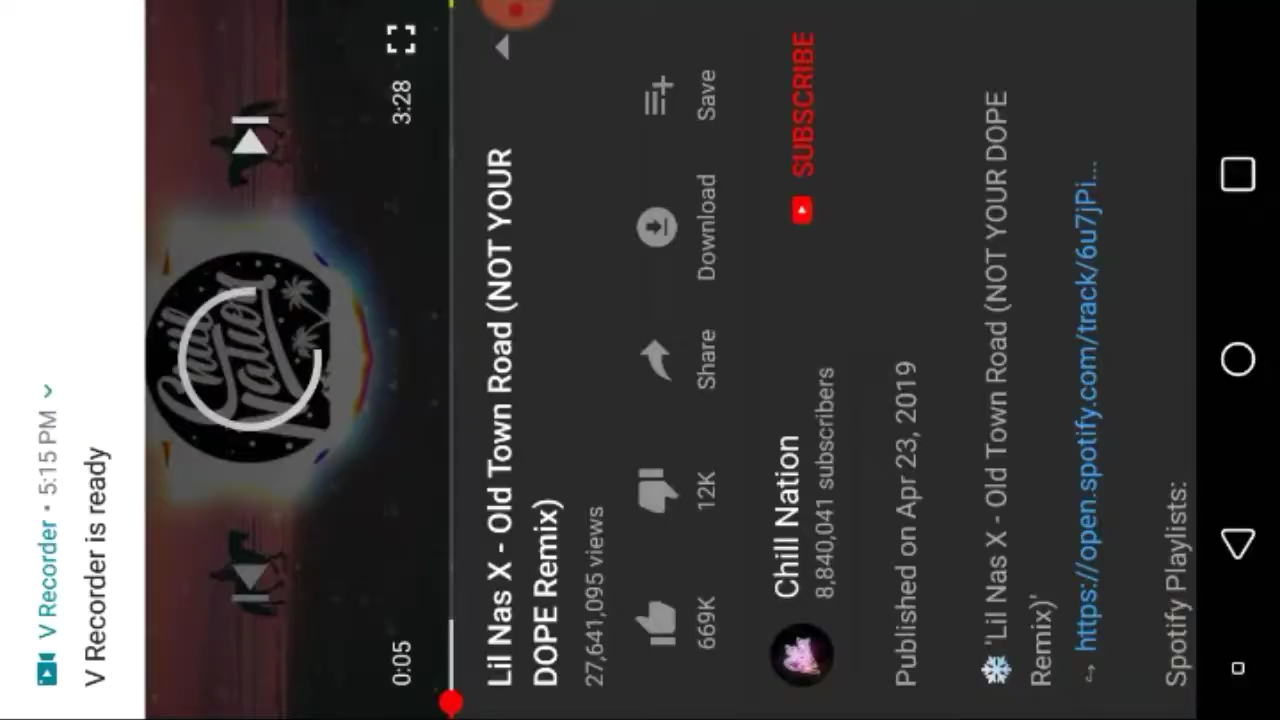 V Recorder • 5:15 PM
V Recorder is ready
Chill
Nation
0:05
3:28
Lil Nas X - Old Town Road (NOT YOUR
DOPE Remix)
27,641,095 views
669K
12K
Share
Download
Save
Chill Nation
8,840,041 subscribers
SUBSCRIBE
Published on Apr 23, 2019
❄ 'Lil Nas X - Old Town Road (NOT YOUR DOPE
Remix)'
→ https://open.spotify.com/track/6u7jPi...
Spotify Playlists: